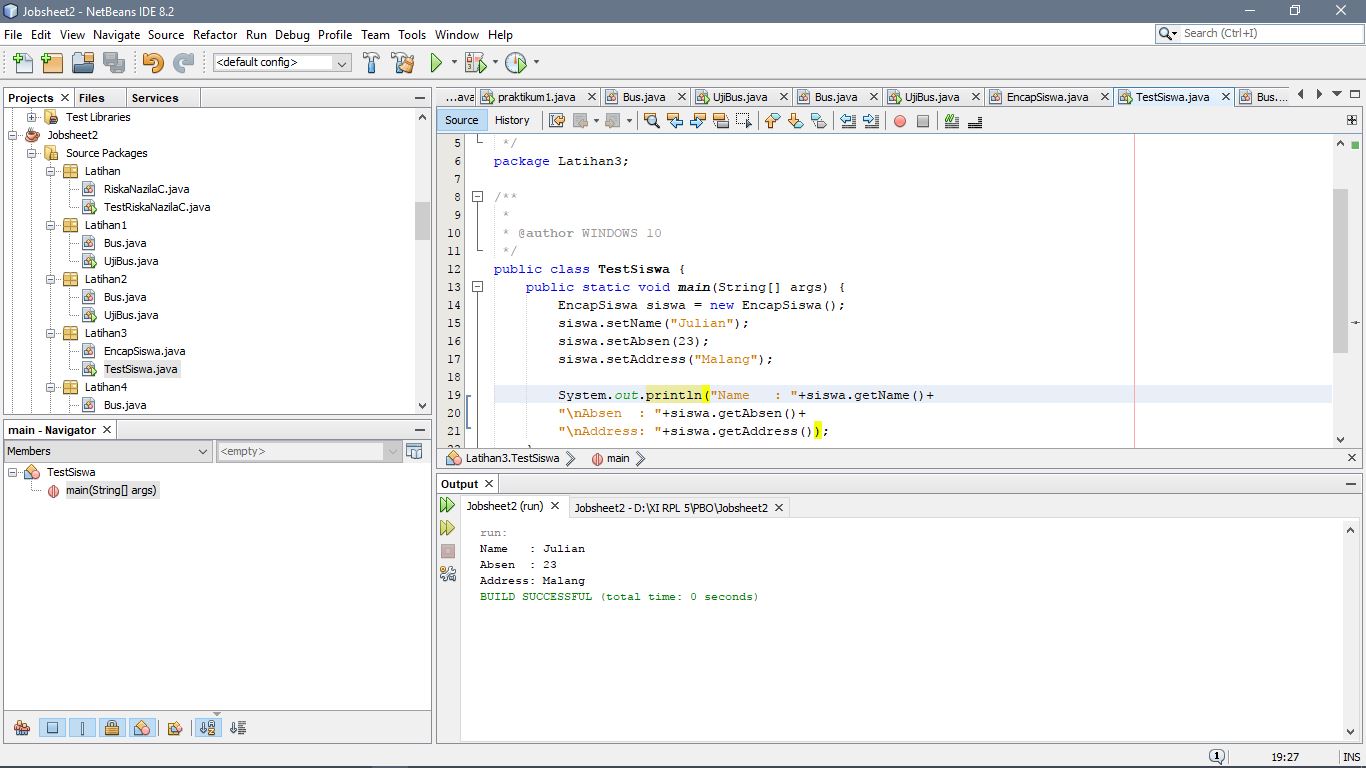 Jobsheet2 - NetBeans IDE 8.2
File Edit View Navigate Source Refactor Run Debug Profile Team Tools Window Help
Search (Ctrl+I)
<default config>
Projects Files Services
Test Libraries
Jobsheet2
Source Packages
Latihan
RiskaNazilaC.java
TestRiskaNazilaC.java
Latihan1
Bus.java
UjiBus.java
Latihan2
Bus.java
UjiBus.java
Latihan3
EncapSiswa.java
TestSiswa.java
Latihan4
Bus.java
main - Navigator
Members <empty>
TestSiswa
main(String[] args)
...ava praktikum1.java Bus.java UjiBus.java Bus.java UjiBus.java EncapSiswa.java TestSiswa.java Bus....
Source History
5 */
6 package Latihan3;
7
8 /**
9 *
10 * @author WINDOWS 10
11 */
12 public class TestSiswa {
13 public static void main(String[] args) {
14 EncapSiswa siswa = new EncapSiswa();
15 siswa.setName("Julian");
16 siswa.setAbsen(23);
17 siswa.setAddress("Malang");
18
19 System.out.println("Name   : "+siswa.getName()+
20 "\nAbsen  : "+siswa.getAbsen()+
21 "\nAddress: "+siswa.getAddress());
Latihan3.TestSiswa main
Output
Jobsheet2 (run) Jobsheet2 - D:\XI RPL 5\PBO\Jobsheet2
run:
Name   : Julian
Absen  : 23
Address: Malang
BUILD SUCCESSFUL (total time: 0 seconds)
1 19:27 INS